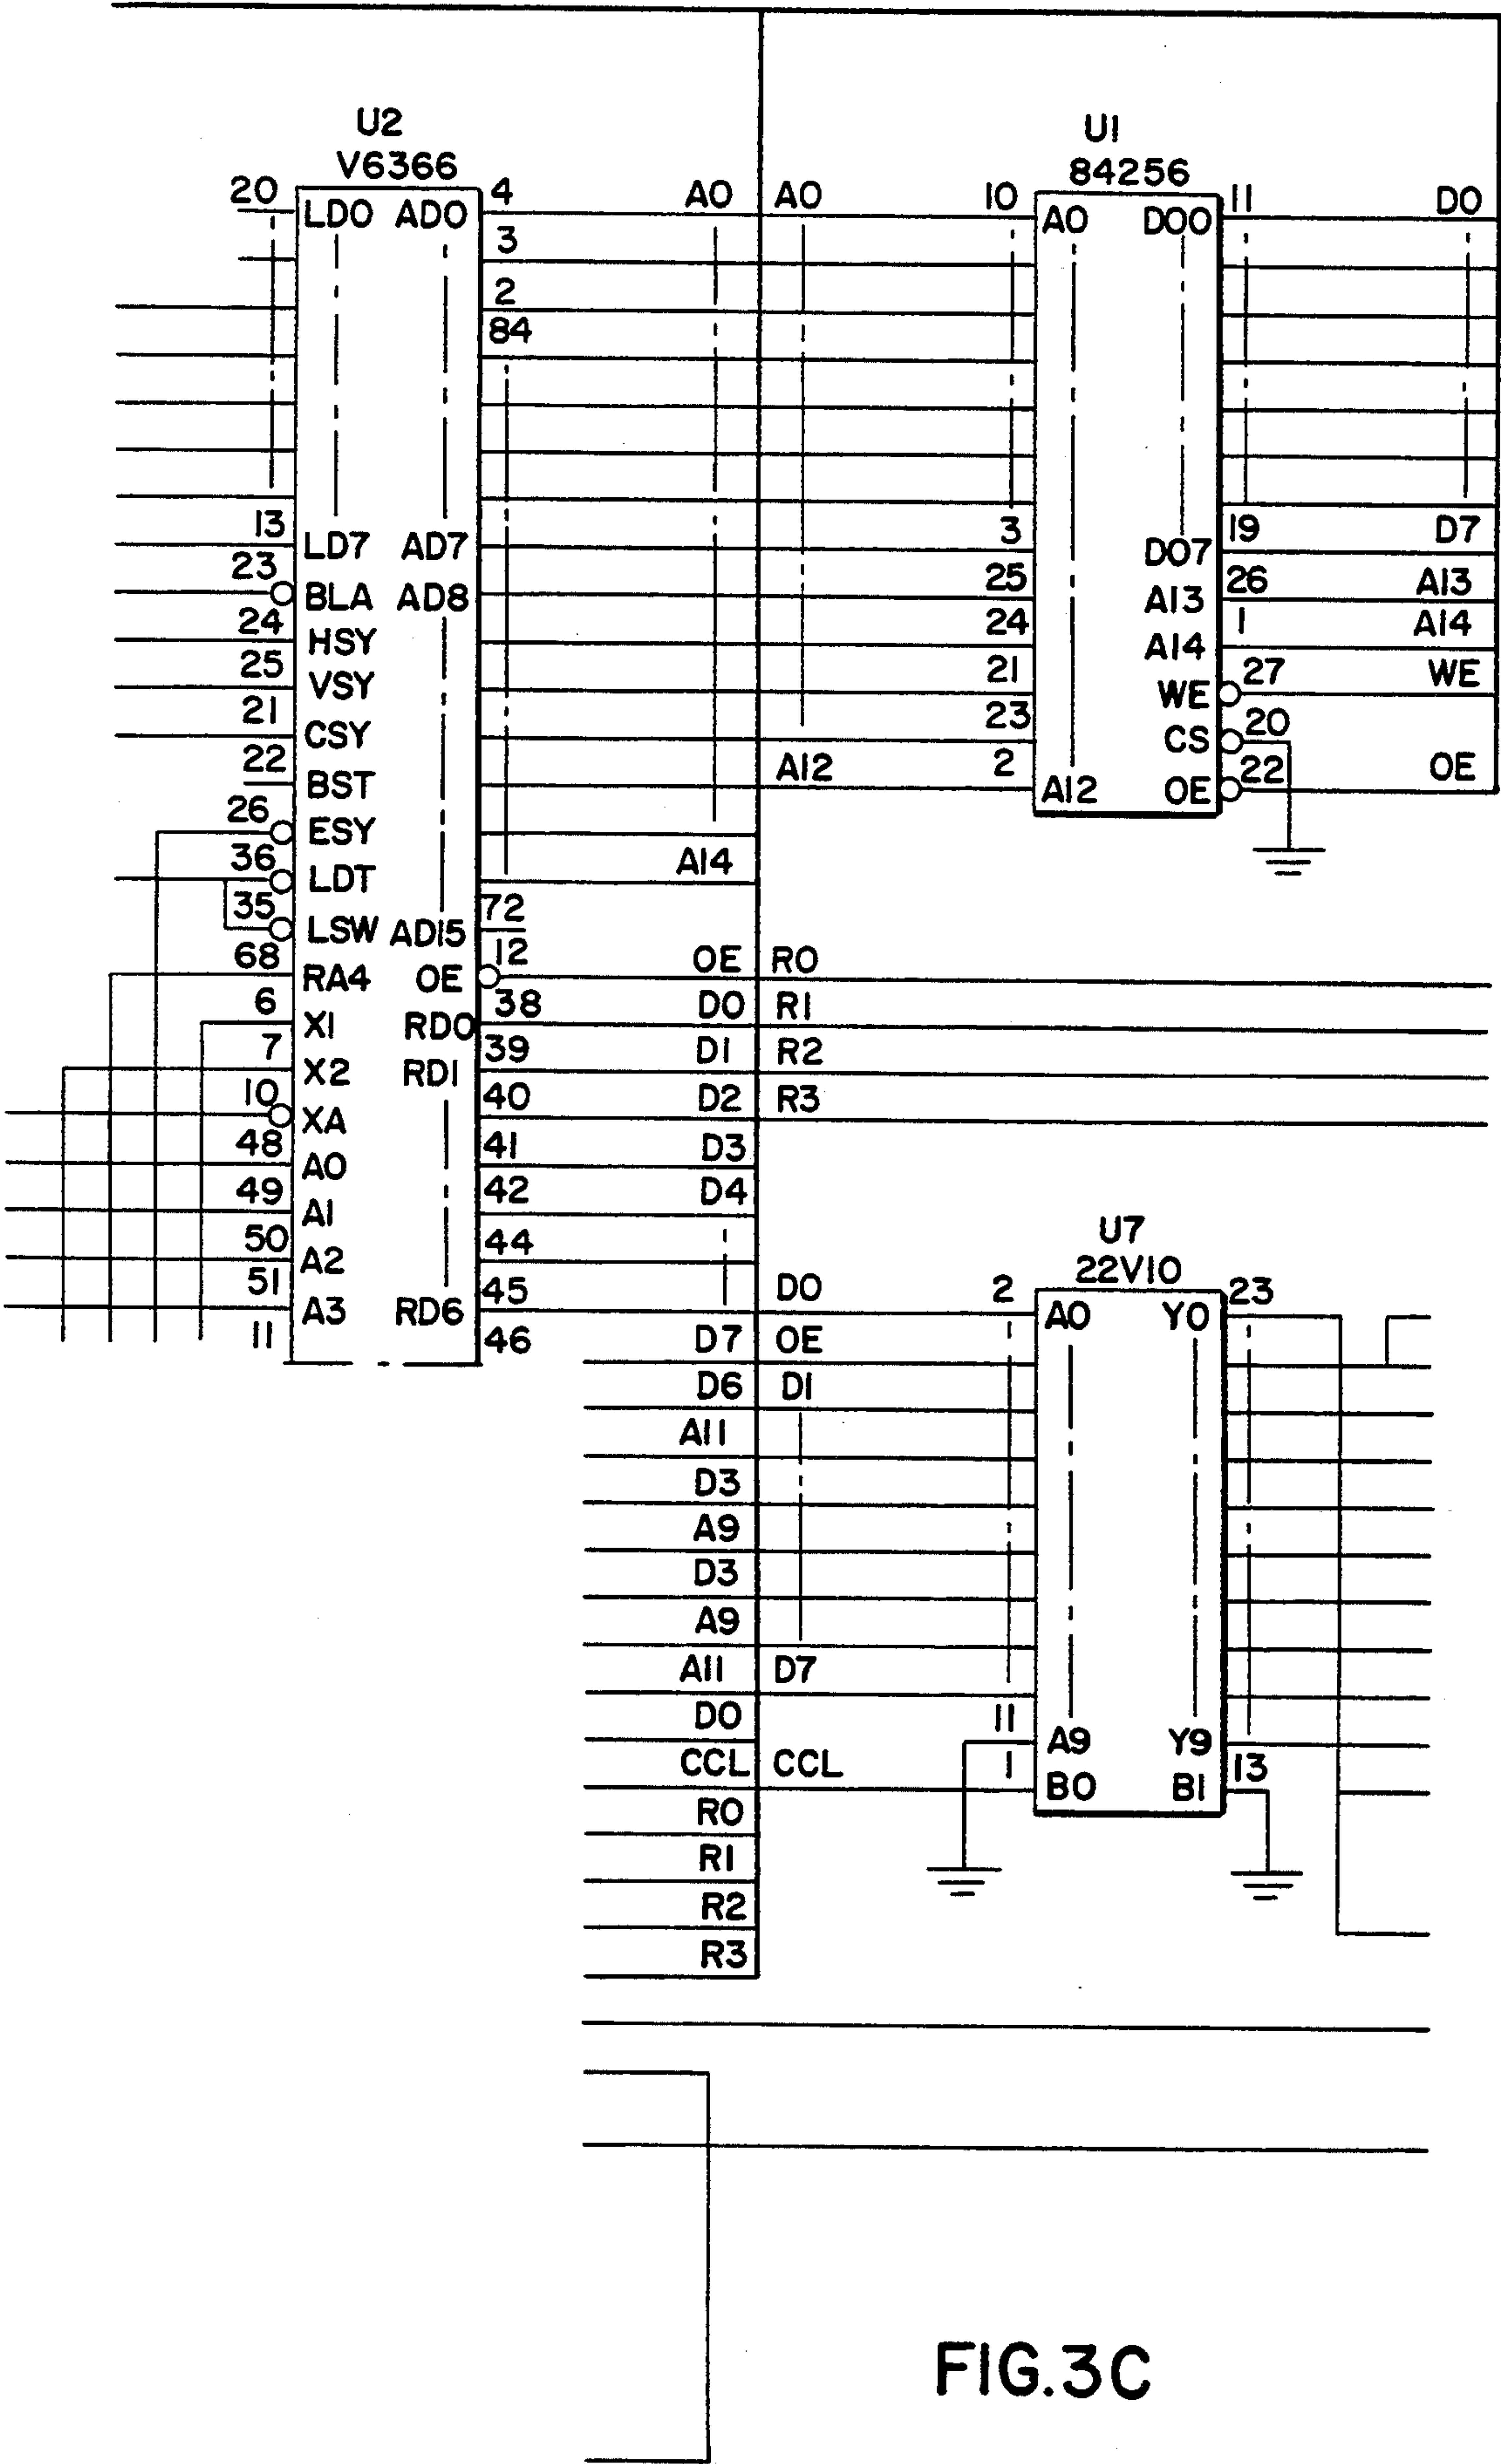 U2
V6366
U1
84256
20 LD0 AD0 4 A0 A0 10 A0 D00 11 D0
3
2
84
13 LD7 AD7 3 D07 19 D7
23 BLA AD8 25 A13 26 A13
24 HSY 24 A14 1 A14
25 VSY 21 WE 27 WE
21 CSY 23 CS 20
22 BST A12 2 A12 OE 22 OE
26 ESY
36 LDT A14
35 LSW AD15 72
68 RA4 OE 12 OE R0
6 X1 RD0 38 D0 R1
7 X2 RD1 39 D1 R2
10 XA 40 D2 R3
48 A0 41 D3
49 A1 42 D4
50 A2 44
U7
22V10
51 A3 RD6 45 D0 2 A0 Y0 23
11 46 D7 OE
D6 D1
A11
D3
A9
D3
A9
A11 D7
D0 11 A9 Y9
CCL CCL 1 B0 B1 13
R0
R1
R2
R3
FIG.3C